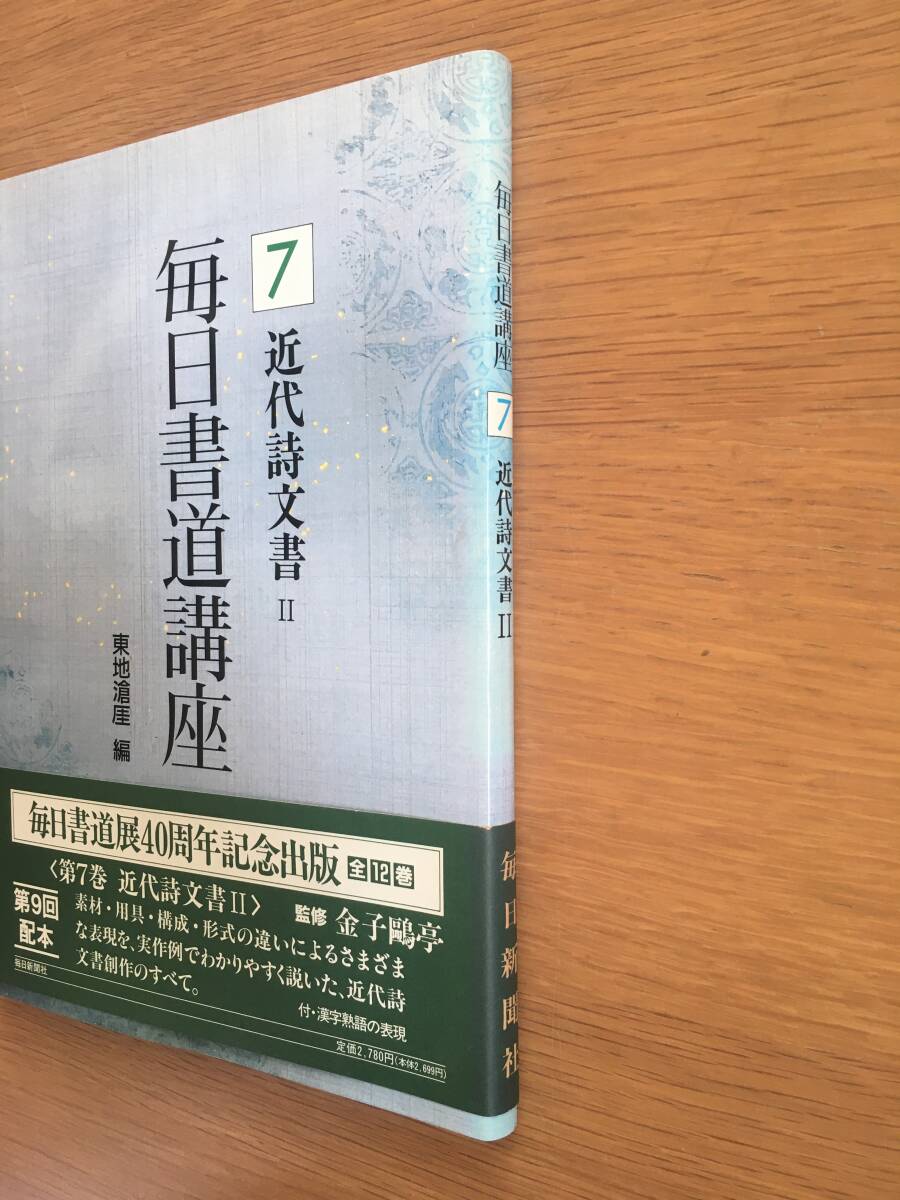 7
近代詩文書 II
毎日書道講座
東地滄厓 編
毎日書道展40周年記念出版 全12巻
〈第7巻 近代詩文書II〉
監修 金子鷗亭
第9回
配本
素材・用具・構成・形式の違いによるさまざま
な表現を、実作例でわかりやすく説いた、近代詩
文書創作のすべて。
付・漢字熟語の表現
毎日新聞社
定価2,780円(本体2,699円)
毎日書道講座
7
近代詩文書 II
毎日新聞社